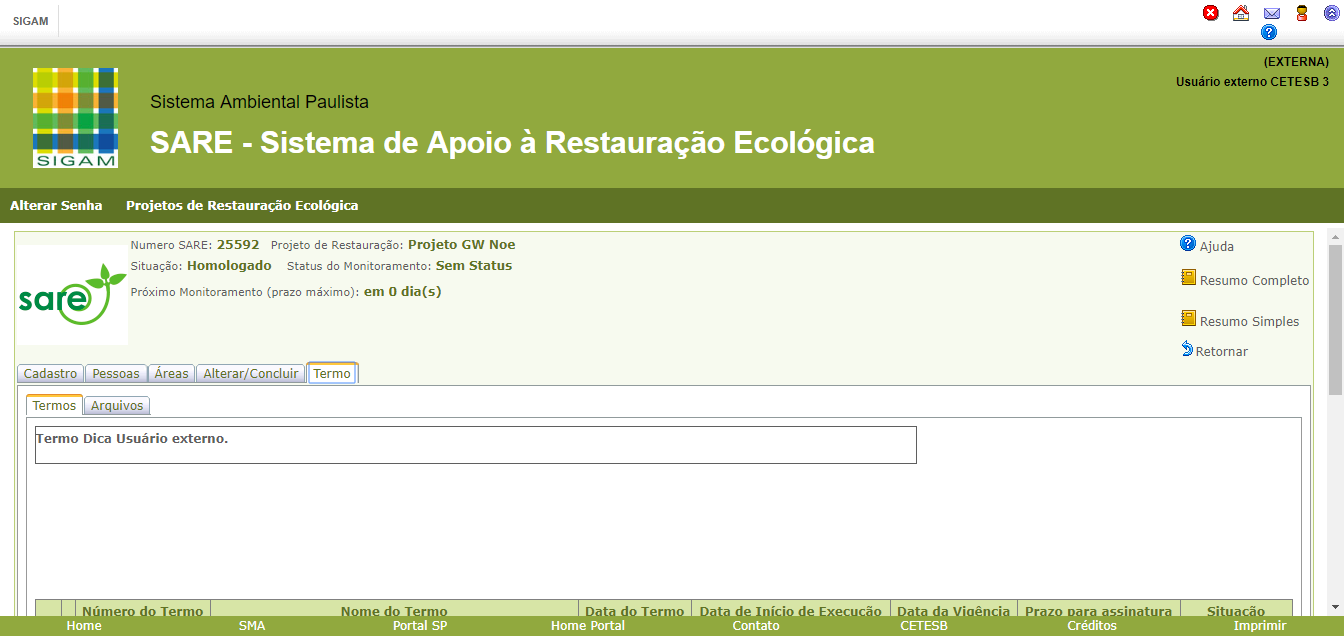 SIGAM
(EXTERNA)
Usuário externo CETESB 3
SIGAM
Sistema Ambiental Paulista
SARE - Sistema de Apoio à Restauração Ecológica
Alterar Senha Projetos de Restauração Ecológica
sare
Numero SARE: 25592 Projeto de Restauração: Projeto GW Noe
Situação: Homologado Status do Monitoramento: Sem Status
Próximo Monitoramento (prazo máximo): em 0 dia(s)
Ajuda
Resumo Completo
Resumo Simples
Retornar
Cadastro Pessoas Áreas Alterar/Concluir Termo
Termos Arquivos
Termo Dica Usuário externo.
Número do Termo Nome do Termo Data do Termo Data de Início de Execução Data da Vigência Prazo para assinatura Situação
Home SMA Portal SP Home Portal Contato CETESB Créditos Imprimir